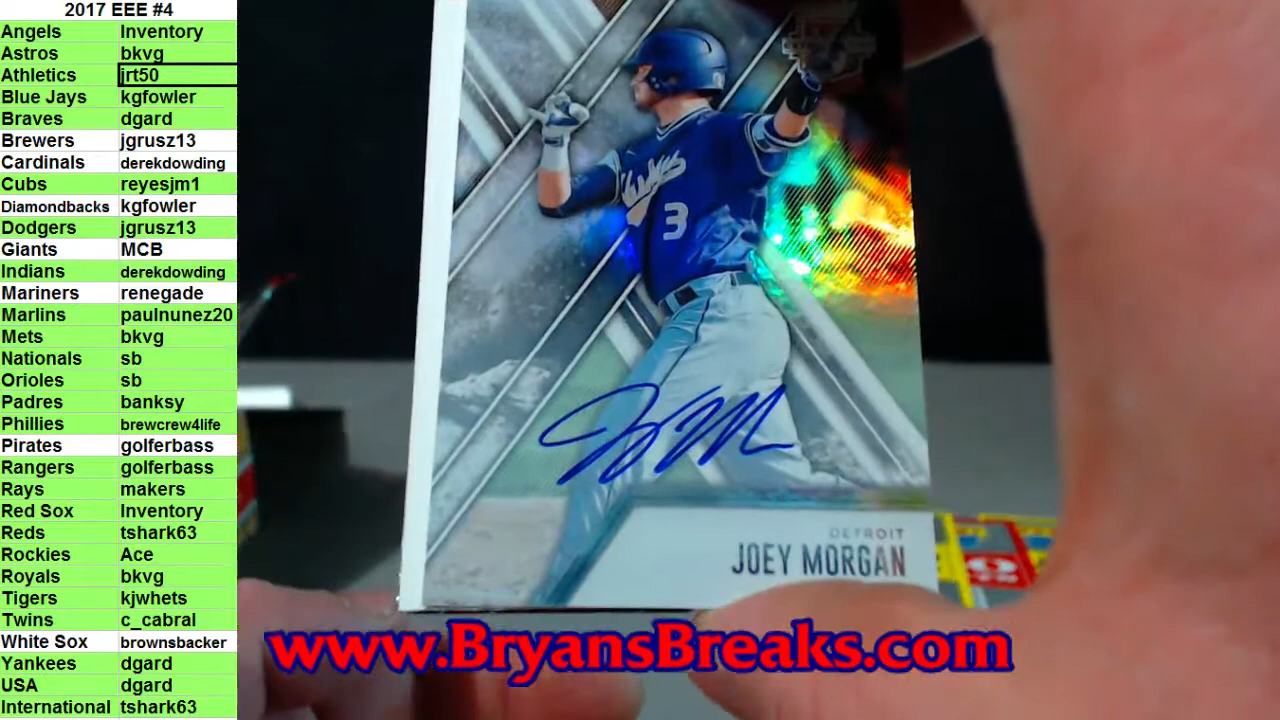 2017 EEE #4
Angels Inventory
Astros bkvg
Athletics jrt50
Blue Jays kgfowler
Braves dgard
Brewers jgrusz13
Cardinals derekdowding
Cubs reyesjm1
Diamondbacks kgfowler
Dodgers jgrusz13
Giants MCB
Indians derekdowding
Mariners renegade
Marlins paulnunez20
Mets bkvg
Nationals sb
Orioles sb
Padres banksy
Phillies brewcrew4life
Pirates golferbass
Rangers golferbass
Rays makers
Red Sox Inventory
Reds tshark63
Rockies Ace
Royals bkvg
Tigers kjwhets
Twins c_cabral
White Sox brownsbacker
Yankees dgard
USA dgard
International tshark63
3
DETROIT
JOEY MORGAN
www.BryansBreaks.com